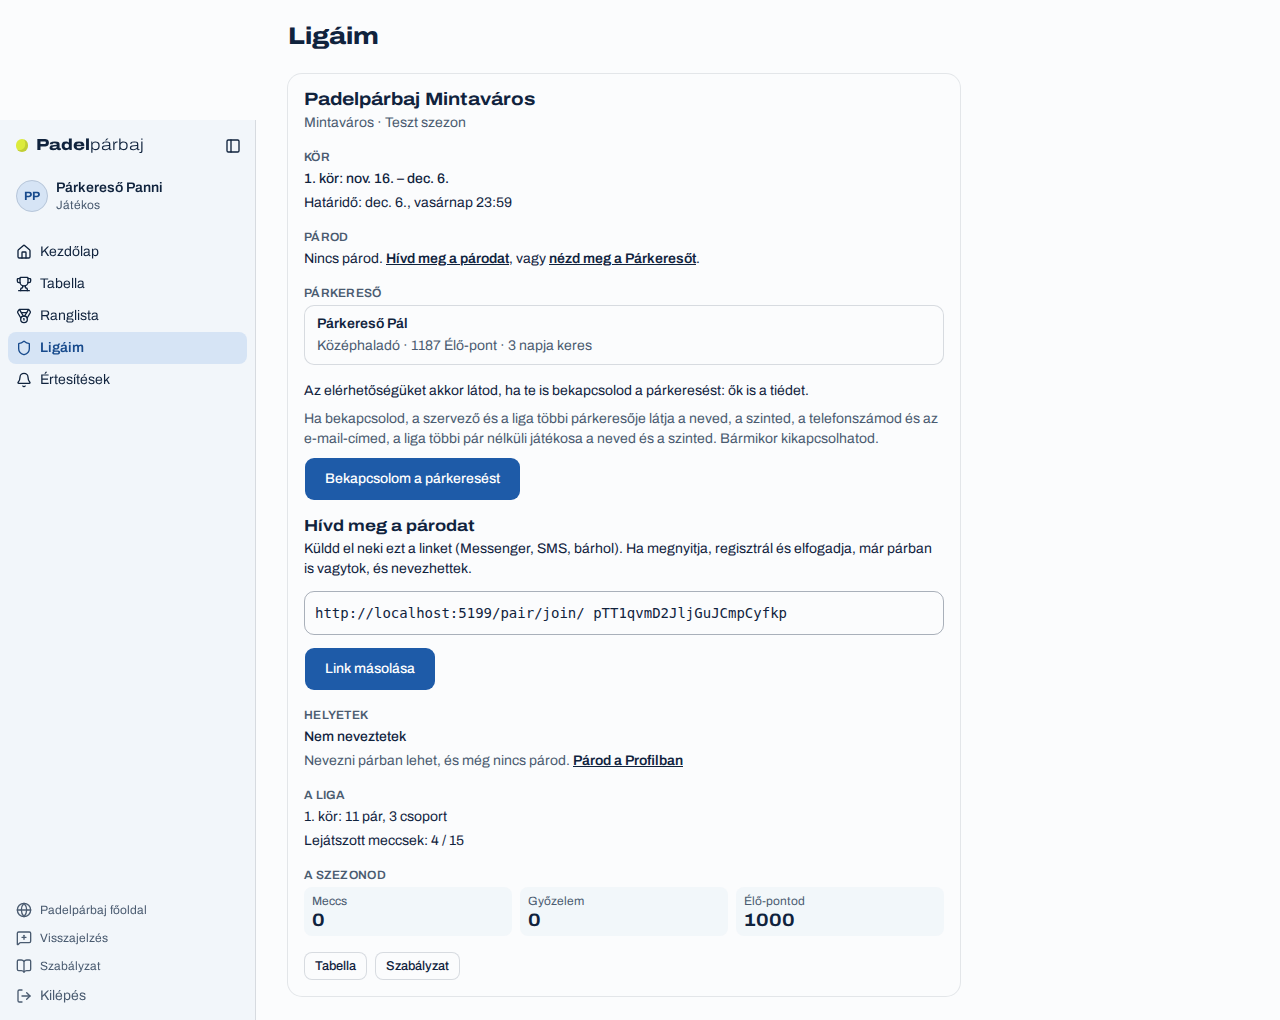 Ligáim
Padelpárbaj Mintaváros
Mintaváros · Teszt szezon
KÖR
1. kör: nov. 16. – dec. 6.
Határidő: dec. 6., vasárnap 23:59
PÁROD
Nincs párod. Hívd meg a párodat, vagy nézd meg a Párkeresőt.
PÁRKERESŐ
Párkereső Pál
Középhaladó · 1187 Élő-pont · 3 napja keres
Az elérhetőségüket akkor látod, ha te is bekapcsolod a párkeresést: ők is a tiédet.
Ha bekapcsolod, a szervező és a liga többi párkeresője látja a neved, a szinted, a telefonszámod és az
e-mail-címed, a liga többi pár nélküli játékosa a neved és a szinted. Bármikor kikapcsolhatod.
Bekapcsolom a párkeresést
Hívd meg a párodat
Küldd el neki ezt a linket (Messenger, SMS, bárhol). Ha megnyitja, regisztrál és elfogadja, már párban
is vagytok, és nevezhettek.
http://localhost:5199/pair/join/ pTT1qvmD2JljGuJCmpCyfkp
Link másolása
HELYETEK
Nem neveztetek
Nevezni párban lehet, és még nincs párod. Párod a Profilban
A LIGA
1. kör: 11 pár, 3 csoport
Lejátszott meccsek: 4 / 15
A SZEZONOD
Meccs
0
Győzelem
0
Élő-pontod
1000
Tabella
Szabályzat
Padelpárbaj
PP
Párkereső Panni
Játékos
Kezdőlap
Tabella
Ranglista
Ligáim
Értesítések
Padelpárbaj főoldal
Visszajelzés
Szabályzat
Kilépés